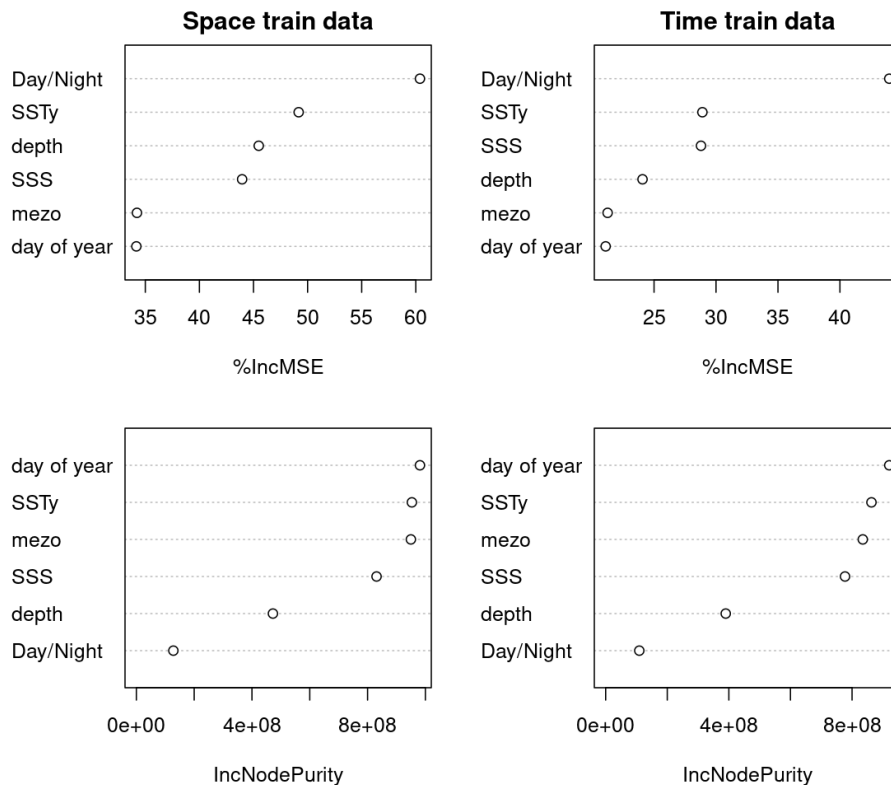 Space train data
Day/Night
SSTy
depth
SSS
mezo
day of year
35 40 45 50 55 60
%IncMSE
Time train data
Day/Night
SSTy
SSS
depth
mezo
day of year
25 30 35 40
%IncMSE
day of year
SSTy
mezo
SSS
depth
Day/Night
0e+00 4e+08 8e+08
IncNodePurity
day of year
SSTy
mezo
SSS
depth
Day/Night
0e+00 4e+08 8e+08
IncNodePurity